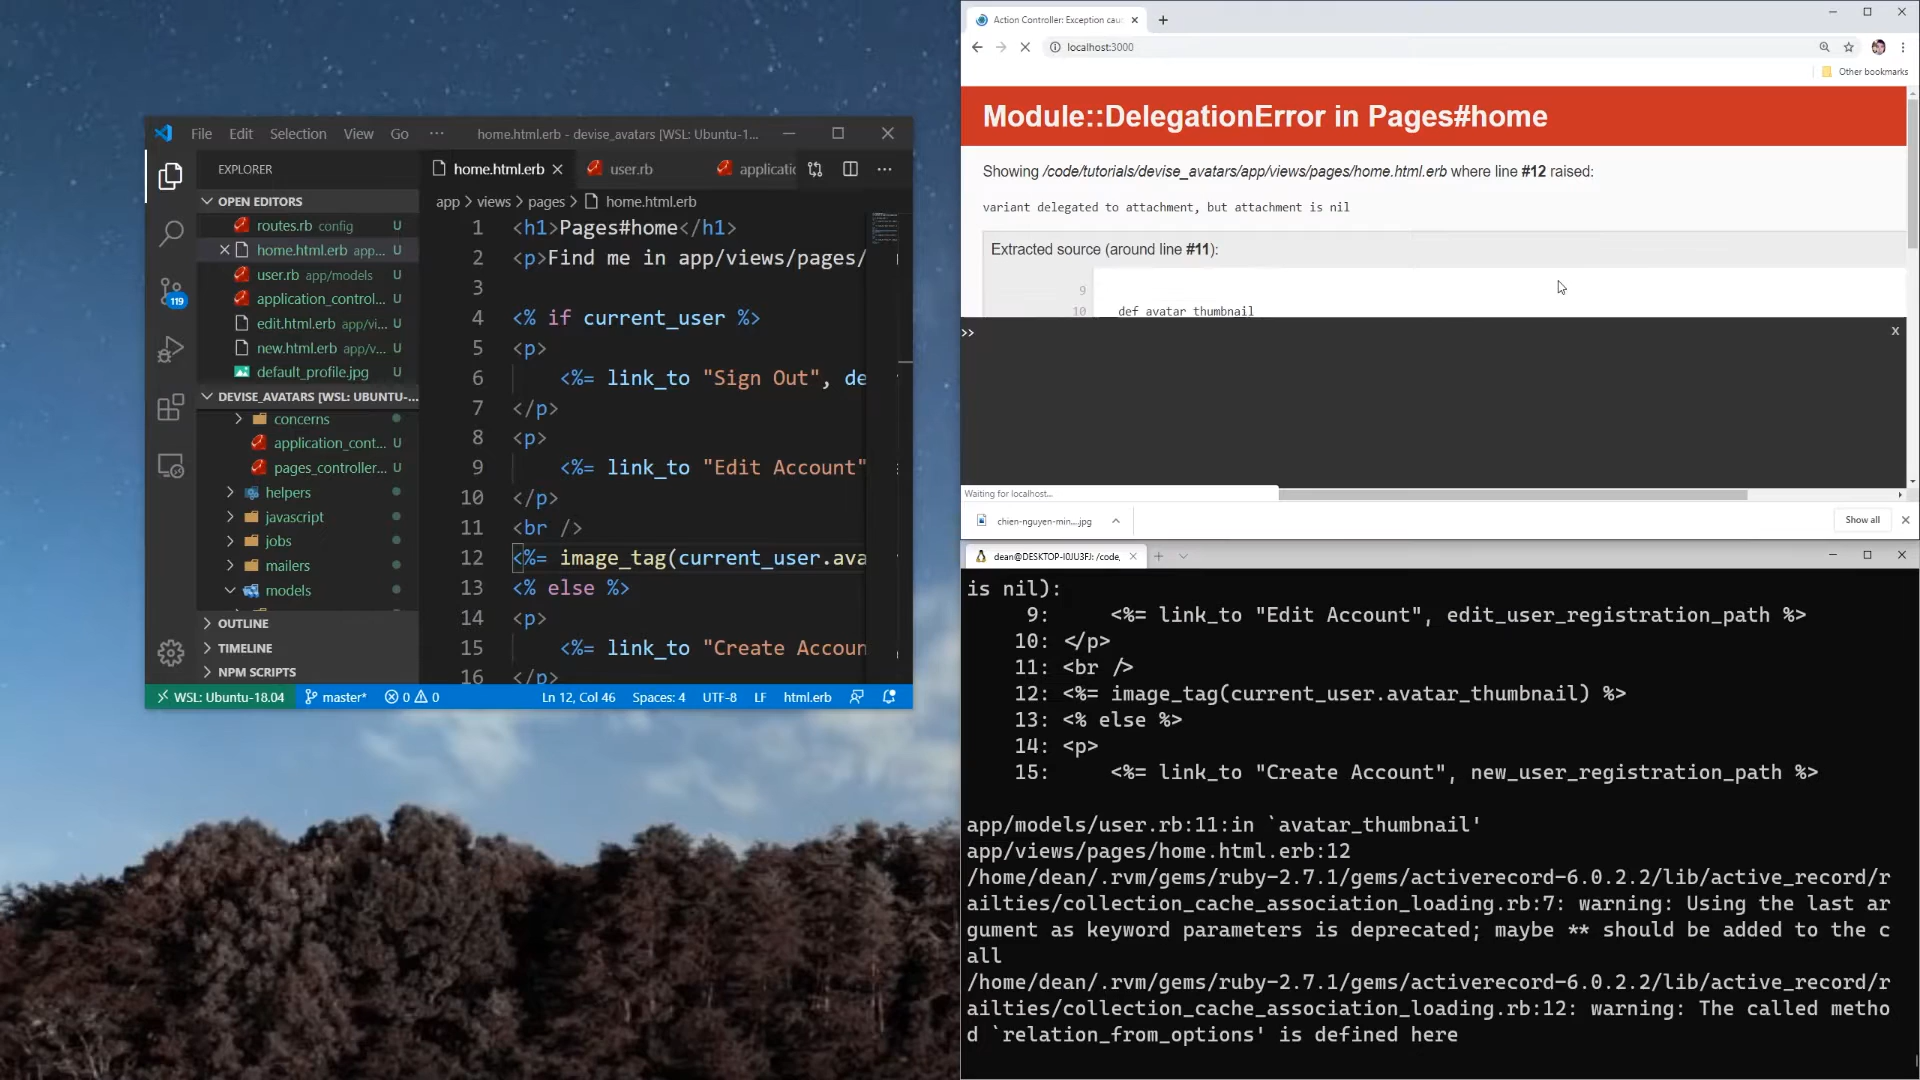 File Edit Selection View Go ··· home.html.erb - devise_avatars [WSL: Ubuntu-1...
EXPLORER
OPEN EDITORS
routes.rb config U
home.html.erb app... U
user.rb app/models U
application_control... U
edit.html.erb app/vi... U
new.html.erb app/v... U
default_profile.jpg U
DEVISE_AVATARS [WSL: UBUNTU-...
concerns
application_cont... U
pages_controller... U
helpers
javascript
jobs
mailers
models
OUTLINE
TIMELINE
NPM SCRIPTS
119
home.html.erb user.rb applicatic
app > views > pages > home.html.erb
1 <h1>Pages#home</h1>
2 <p>Find me in app/views/pages/
3
4 <% if current_user %>
5 <p>
6 <%= link_to "Sign Out", de
7 </p>
8 <p>
9 <%= link_to "Edit Account"
10 </p>
11 <br />
12 <%= image_tag(current_user.ava
13 <% else %>
14 <p>
15 <%= link_to "Create Accoun
16 </p>
WSL: Ubuntu-18.04 master* 0 0 Ln 12, Col 46 Spaces: 4 UTF-8 LF html.erb
Action Controller: Exception cau
localhost:3000
Other bookmarks
Module::DelegationError in Pages#home
Showing /code/tutorials/devise_avatars/app/views/pages/home.html.erb where line #12 raised:
variant delegated to attachment, but attachment is nil
Extracted source (around line #11):
9
10 def avatar_thumbnail
>> x
Waiting for localhost...
chien-nguyen-min....jpg Show all
dean@DESKTOP-I0JU3FJ: /code,
is nil):
9: <%= link_to "Edit Account", edit_user_registration_path %>
10: </p>
11: <br />
12: <%= image_tag(current_user.avatar_thumbnail) %>
13: <% else %>
14: <p>
15: <%= link_to "Create Account", new_user_registration_path %>
app/models/user.rb:11:in `avatar_thumbnail'
app/views/pages/home.html.erb:12
/home/dean/.rvm/gems/ruby-2.7.1/gems/activerecord-6.0.2.2/lib/active_record/r
ailties/collection_cache_association_loading.rb:7: warning: Using the last ar
gument as keyword parameters is deprecated; maybe ** should be added to the c
all
/home/dean/.rvm/gems/ruby-2.7.1/gems/activerecord-6.0.2.2/lib/active_record/r
ailties/collection_cache_association_loading.rb:12: warning: The called metho
d `relation_from_options' is defined here